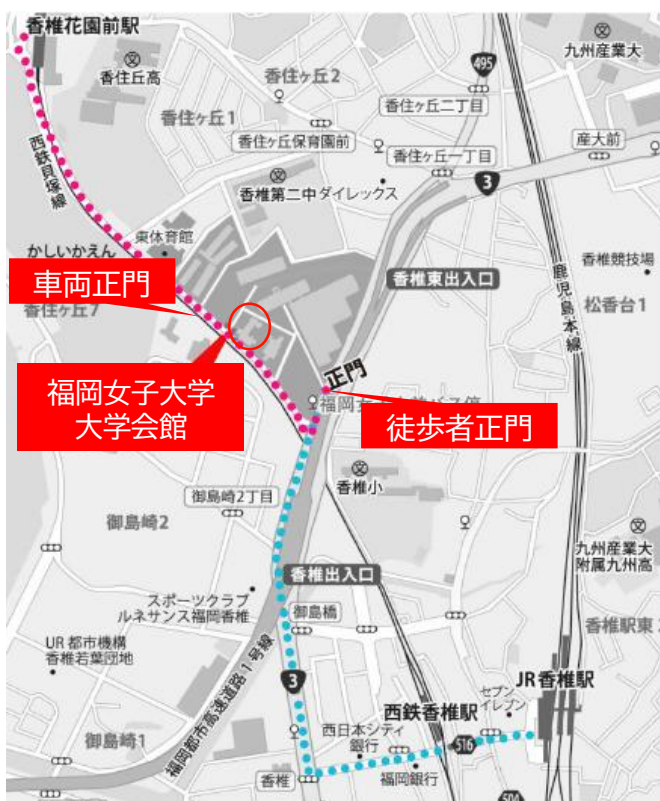 香椎花園前駅
九州産業大
香住丘高
香住ヶ丘2
495
香住ヶ丘二丁目
香住ヶ丘1
香住ヶ丘保育園前
産大前
香住ヶ丘一丁目
3
西鉄貝塚線
香椎第二中
ダイレックス
東体育館
かしいかえん
香椎競技場
車両正門
香椎東出入口
鹿児島本線
松香台1
香住ヶ丘7
正門
福岡女子大学
大学会館
福岡女
徒歩者正門
香椎小
御島崎2丁目
御島崎2
九州産業大
附属九州高
香椎出入口
スポーツクラブ
ルネサンス福岡香椎
御島橋
香椎駅東
UR都市機構
香椎若葉団地
福岡都市高速道路1号線
3
JR香椎駅
セブン
イレブン
西鉄香椎駅
西日本シティ
銀行
516
御島崎1
香椎
福岡銀行
504